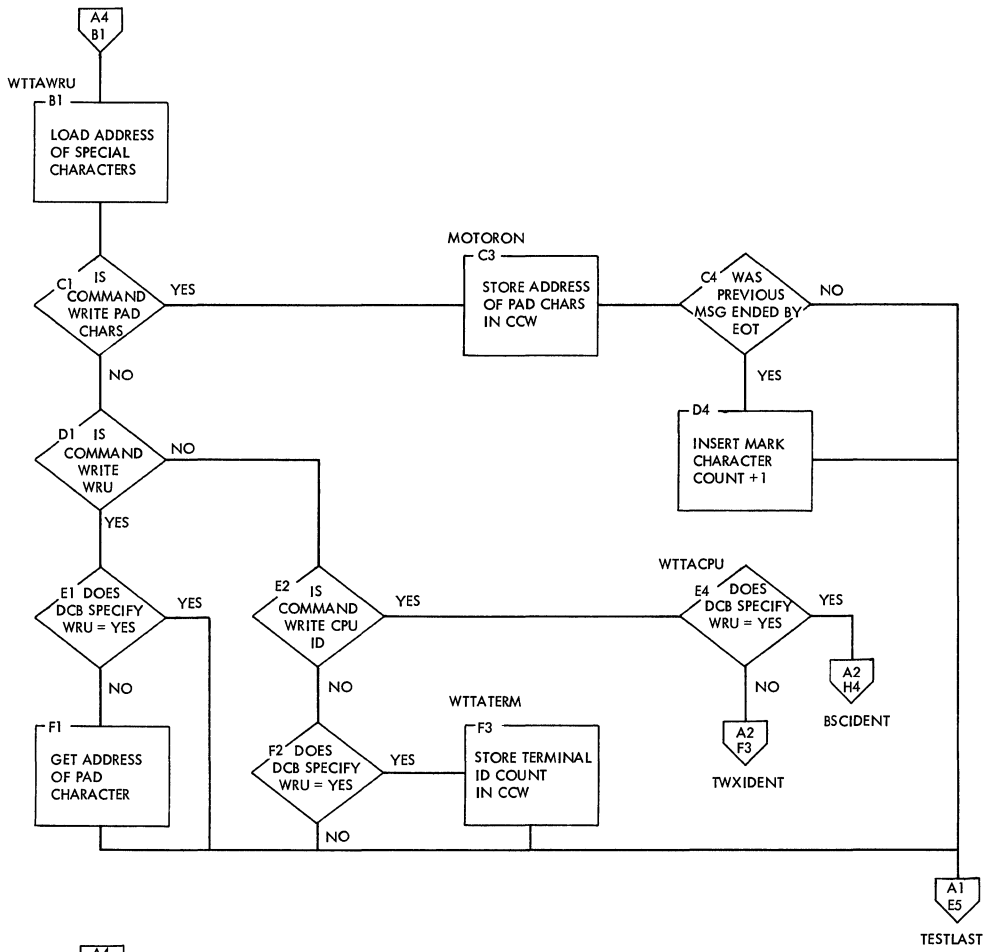 A4
B1
WTTAWRU
B1
LOAD ADDRESS
OF SPECIAL
CHARACTERS
C1 IS
COMMAND
WRITE PAD
CHARS
YES
NO
MOTORON
C3
STORE ADDRESS
OF PAD CHARS
IN CCW
C4 WAS
PREVIOUS
MSG ENDED BY
EOT
NO
YES
D4
INSERT MARK
CHARACTER
COUNT +1
D1 IS
COMMAND
WRITE
WRU
NO
YES
E1 DOES
DCB SPECIFY
WRU = YES
YES
NO
F1
GET ADDRESS
OF PAD
CHARACTER
E2 IS
COMMAND
WRITE CPU
ID
YES
NO
F2 DOES
DCB SPECIFY
WRU = YES
YES
NO
WTTATERM
F3
STORE TERMINAL
ID COUNT
IN CCW
WTTACPU
E4 DOES
DCB SPECIFY
WRU = YES
YES
NO
A2
H4
BSCIDENT
A2
F3
TWXIDENT
A1
E5
TESTLAST